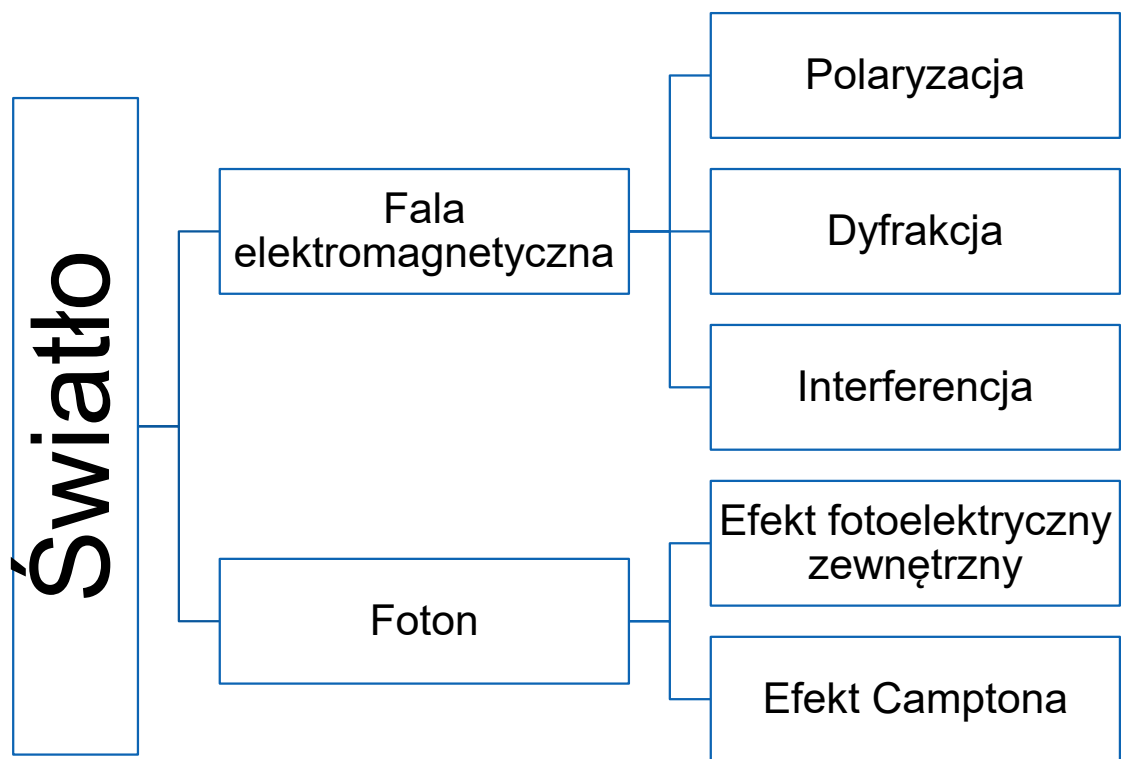 Światło
Fala
elektromagnetyczna
Polaryzacja
Dyfrakcja
Interferencja
Foton
Efekt fotoelektryczny
zewnętrzny
Efekt Camptona